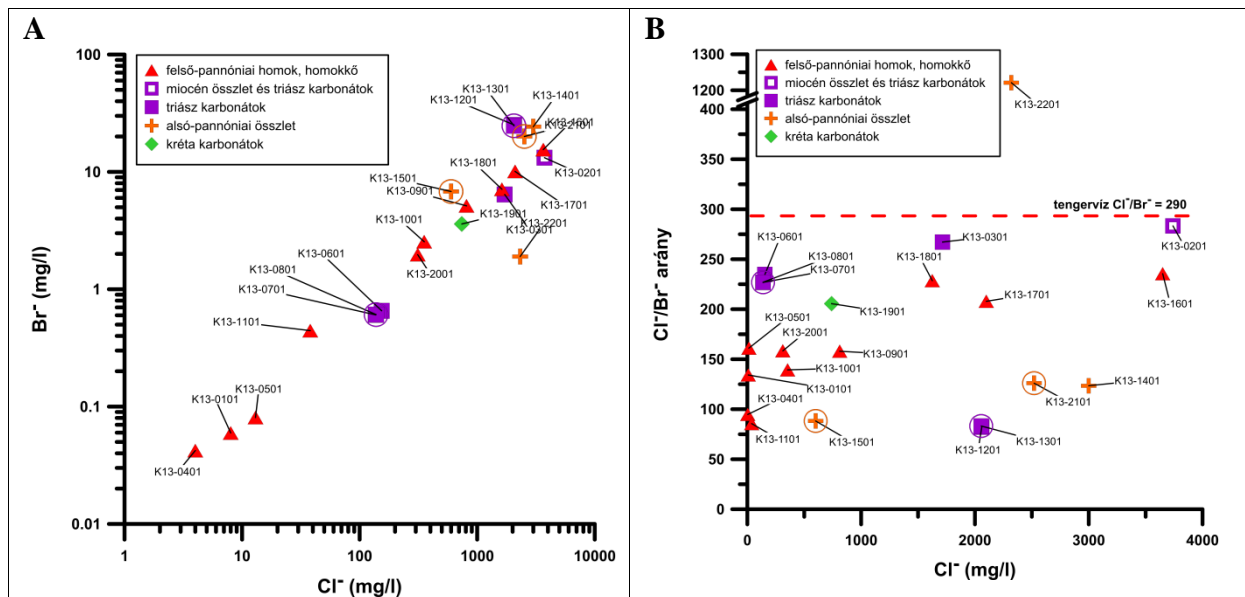 A
100
10
1
0.1
0.01
Br⁻ (mg/l)
felső-pannóniai homok, homokkő
miocén összlet és triász karbonátok
triász karbonátok
alsó-pannóniai összlet
kréta karbonátok
K13-1301
K13-1201
K13-1401
K13-1601
K13-2101
K13-0201
K13-1801
K13-1501
K13-0901
K13-1701
K13-1901
K13-2201
K13-0301
K13-1001
K13-2001
K13-0601
K13-0801
K13-0701
K13-1101
K13-0501
K13-0101
K13-0401
1 10 100 1000 10000
Cl⁻ (mg/l)
B
1300
1200
400
350
300
250
200
150
100
50
0
Cl⁻/Br⁻ arány
felső-pannóniai homok, homokkő
miocén összlet és triász karbonátok
triász karbonátok
alsó-pannóniai összlet
kréta karbonátok
K13-2201
tengervíz Cl⁻/Br⁻ = 290
K13-0601
K13-0801
K13-0701
K13-0301
K13-0201
K13-1801
K13-1701
K13-1601
K13-1901
K13-0501
K13-2001
K13-0901
K13-1001
K13-0101
K13-0401
K13-1101
K13-1501
K13-2101
K13-1401
K13-1201
K13-1301
0 1000 2000 3000 4000
Cl⁻ (mg/l)